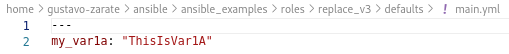 home > gustavo-zarate > ansible > ansible_examples > roles > replace_v3 > defaults > ! main.yml
1 ---
2 my_var1a: "ThisIsVar1A"